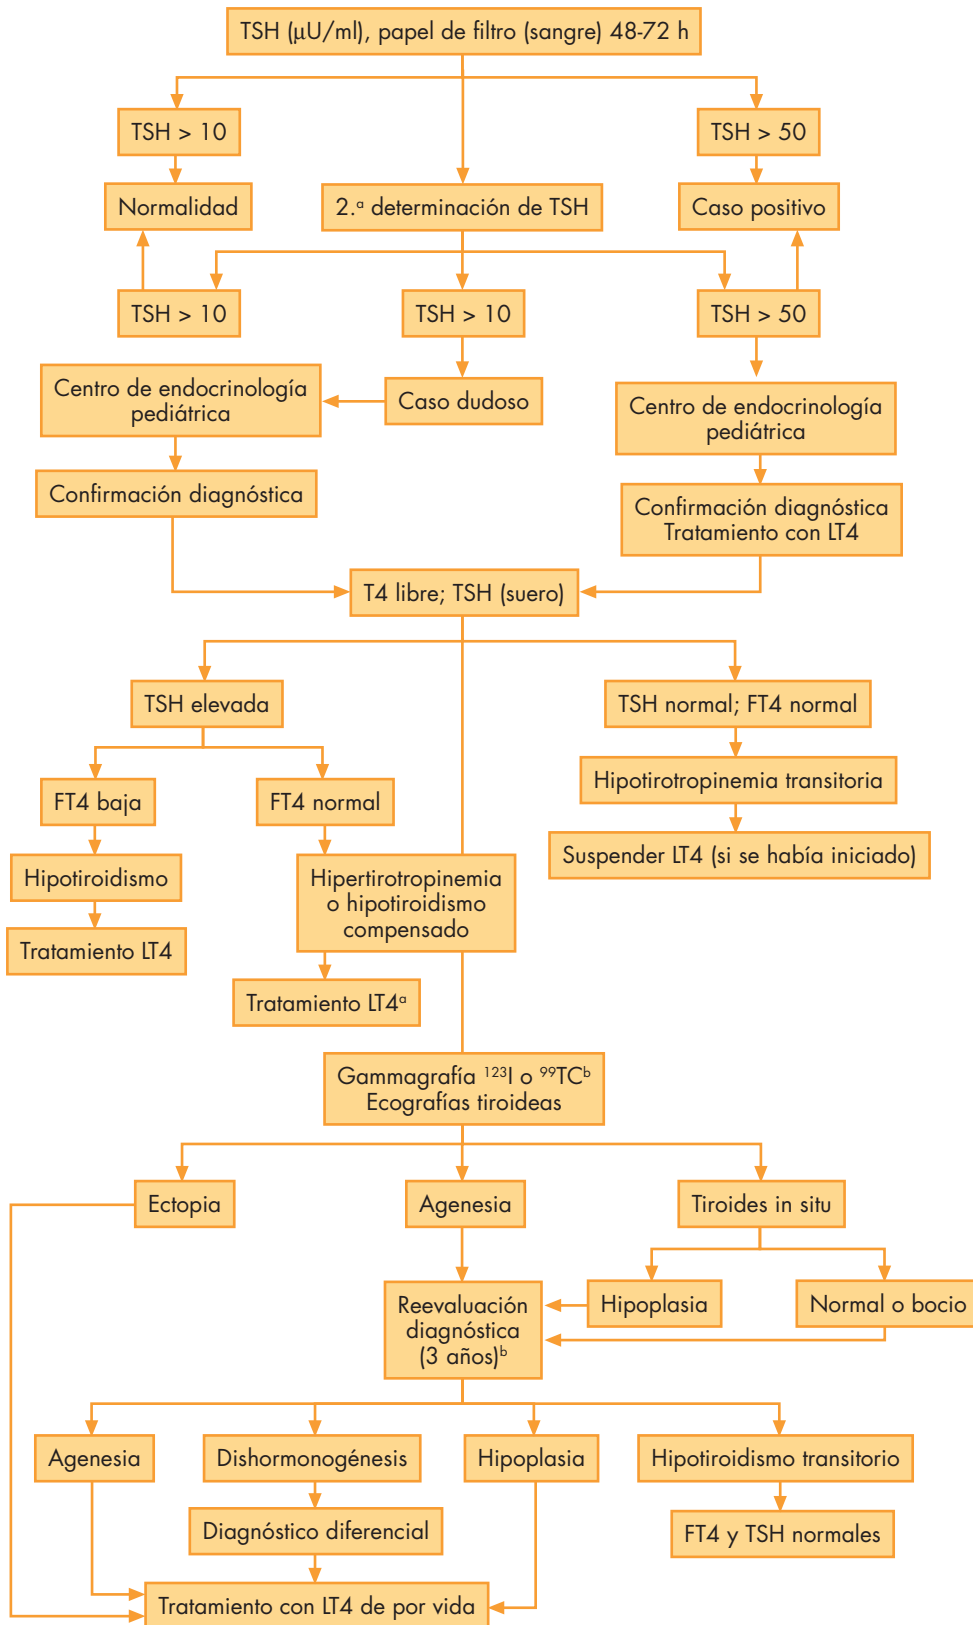 TSH (µU/ml), papel de filtro (sangre) 48-72 h
TSH > 10
TSH > 50
Normalidad
2.ª determinación de TSH
Caso positivo
TSH > 10
TSH > 10
TSH > 50
Centro de endocrinología
pediátrica
Caso dudoso
Centro de endocrinología
pediátrica
Confirmación diagnóstica
Confirmación diagnóstica
Tratamiento con LT4
T4 libre; TSH (suero)
TSH elevada
TSH normal; FT4 normal
FT4 baja
FT4 normal
Hipotirotropinemia transitoria
Hipotiroidismo
Hipertirotropinemia
o hipotiroidismo
compensado
Suspender LT4 (si se había iniciado)
Tratamiento LT4
Tratamiento LT4ª
Gammagrafía ¹²³I o ⁹⁹TCᵇ
Ecografías tiroideas
Ectopia
Agenesia
Tiroides in situ
Reevaluación
diagnóstica
(3 años)ᵇ
Hipoplasia
Normal o bocio
Agenesia
Dishormonogénesis
Hipoplasia
Hipotiroidismo transitorio
Diagnóstico diferencial
FT4 y TSH normales
Tratamiento con LT4 de por vida